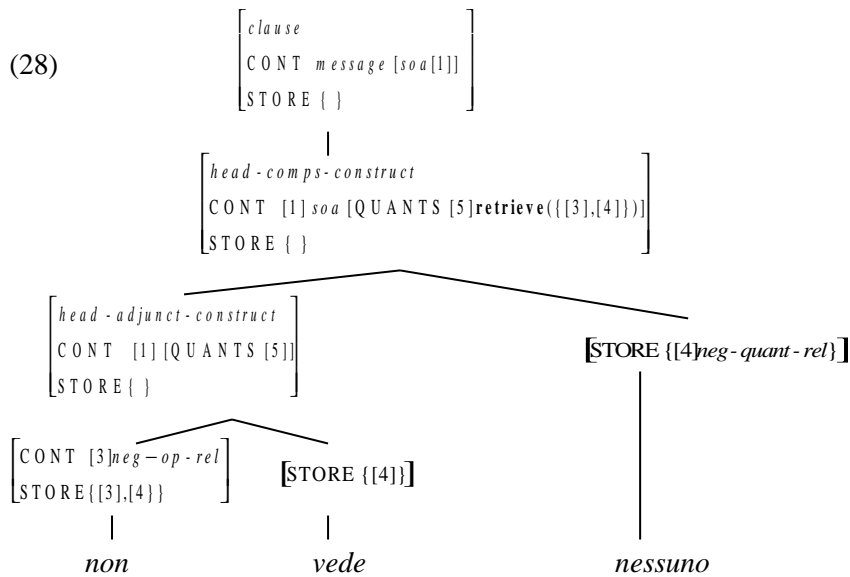 (28)
[clause
CONT message [soa[1]]
STORE { }]
[head-comps-construct
CONT [1] soa [QUANTS [5]retrieve({[3],[4]})]
STORE { }]
[head-adjunct-construct
CONT [1] [QUANTS [5]]
STORE{ }]
[STORE {[4]neg-quant-rel}]
[CONT [3]neg−op-rel
STORE{[3],[4}}]
[STORE {[4]}]
non vede nessuno